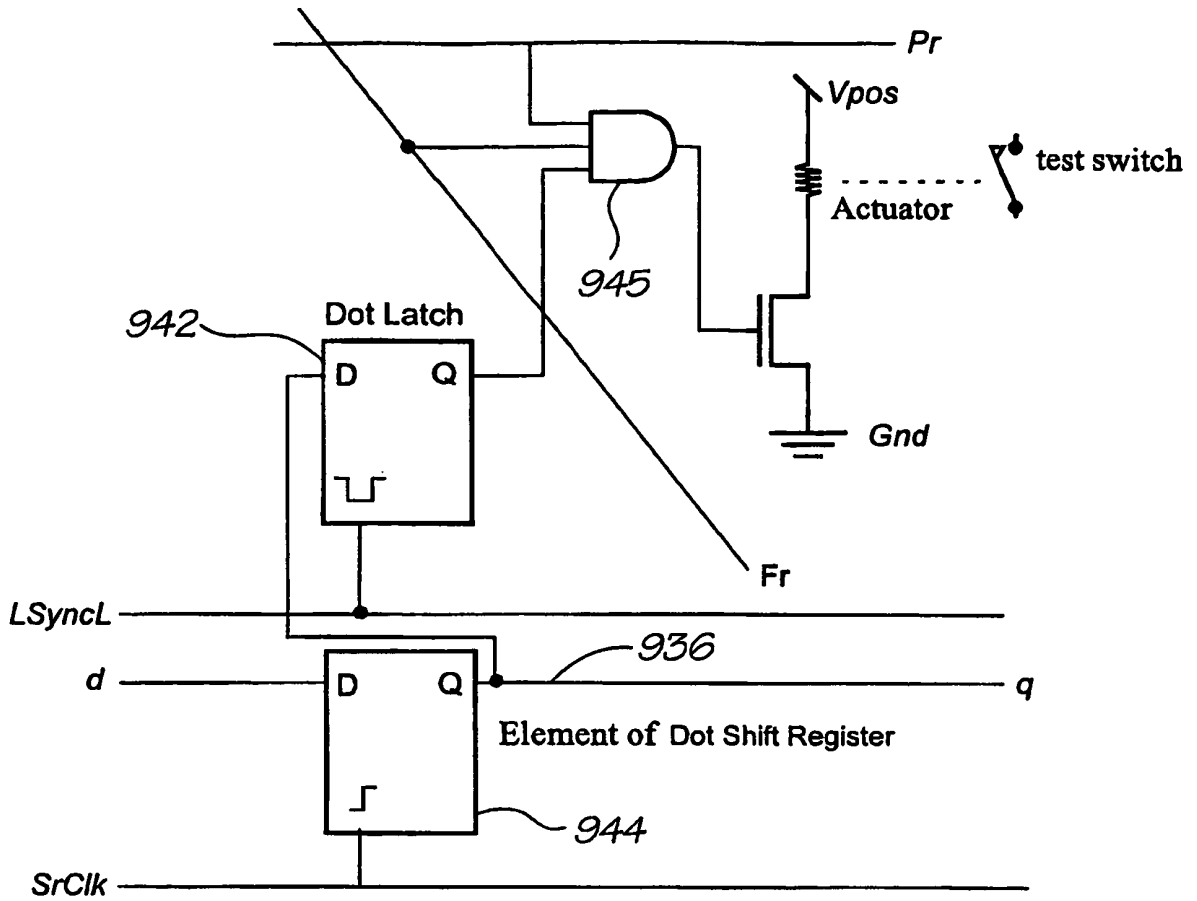 Pr
Vpos
test switch
Actuator
945
942
Dot Latch
D Q
Gnd
Fr
LSyncL
936
d
D Q
q
Element of Dot Shift Register
944
SrClk